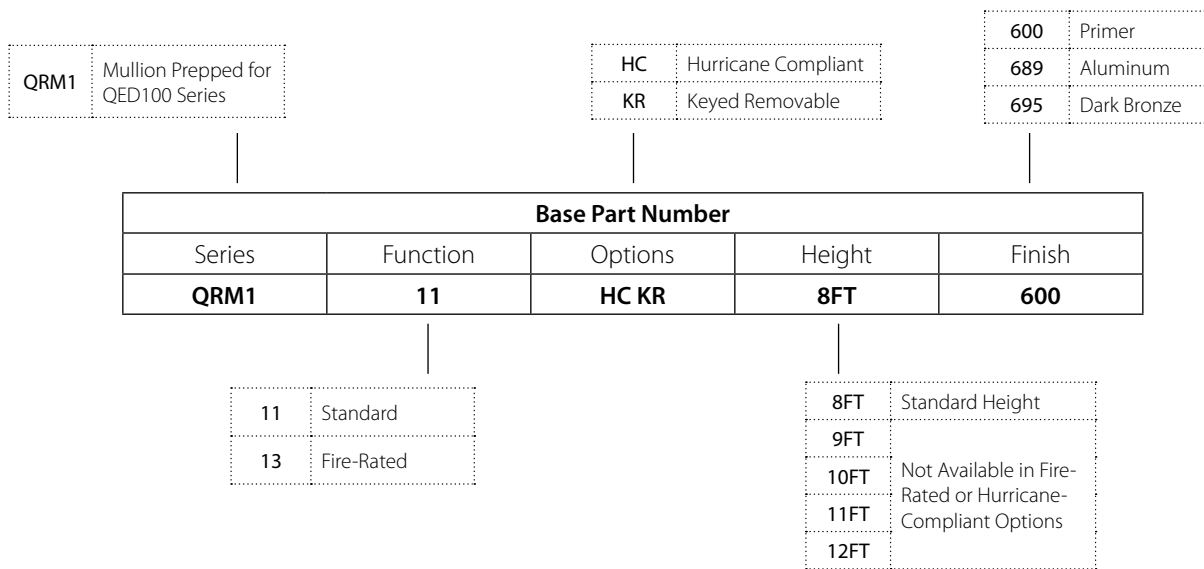 QRM1 Mullion Prepped for
QED100 Series
HC Hurricane Compliant
KR Keyed Removable
600 Primer
689 Aluminum
695 Dark Bronze
Base Part Number
Series Function Options Height Finish
QRM1 11 HC KR 8FT 600
11 Standard
13 Fire-Rated
8FT Standard Height
9FT
10FT
11FT
12FT
Not Available in Fire-
Rated or Hurricane-
Compliant Options